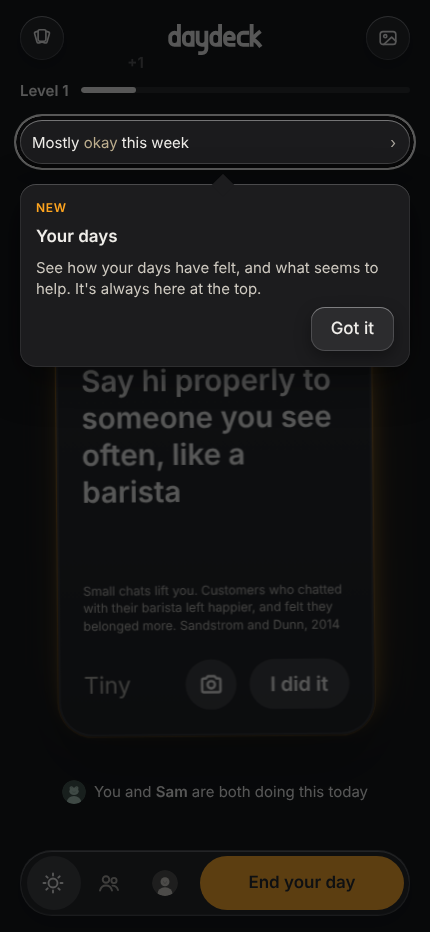 daydeck
+1
Level 1
Mostly okay this week
NEW
Your days
See how your days have felt, and what seems to
help. It's always here at the top.
Got it
Say hi properly to
someone you see
often, like a
barista
Small chats lift you. Customers who chatted
with their barista left happier, and felt they
belonged more. Sandstrom and Dunn, 2014
Tiny
I did it
You and Sam are both doing this today
End your day